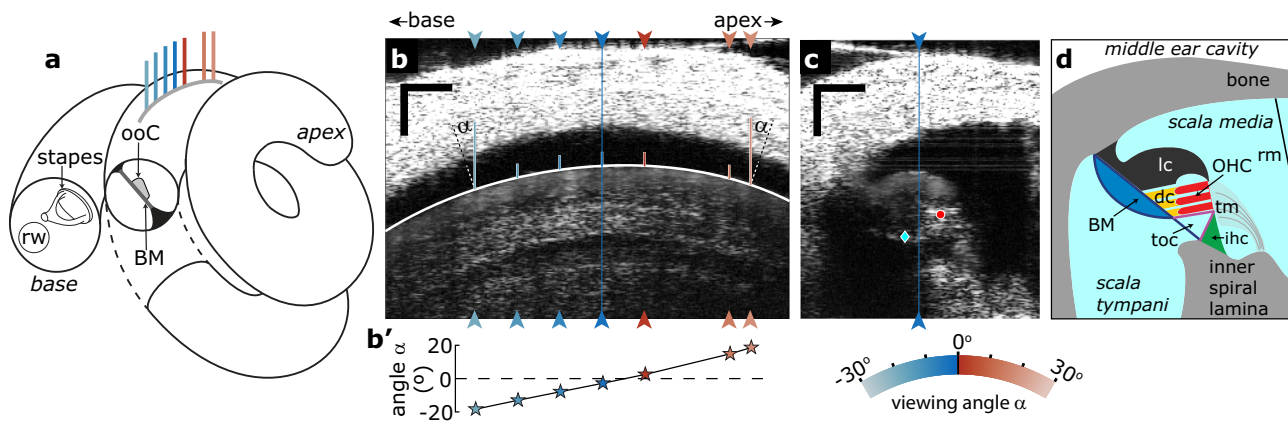 a
ooC
stapes
rw
base
BM
apex
base
apex
b
α
α
b'
angle α
(°)
20
0
-20
c
-30°
0°
30°
viewing angle α
d
middle ear cavity
bone
scala media
rm
lc
OHC
dc
tm
BM
toc
ihc
scala
tympani
inner
spiral
lamina